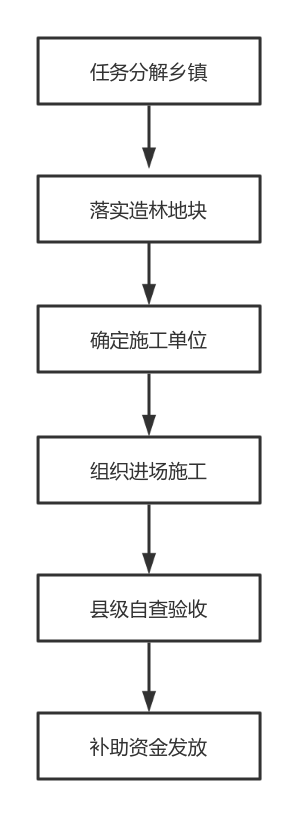 任务分解乡镇
落实造林地块
确定施工单位
组织进场施工
县级自查验收
补助资金发放